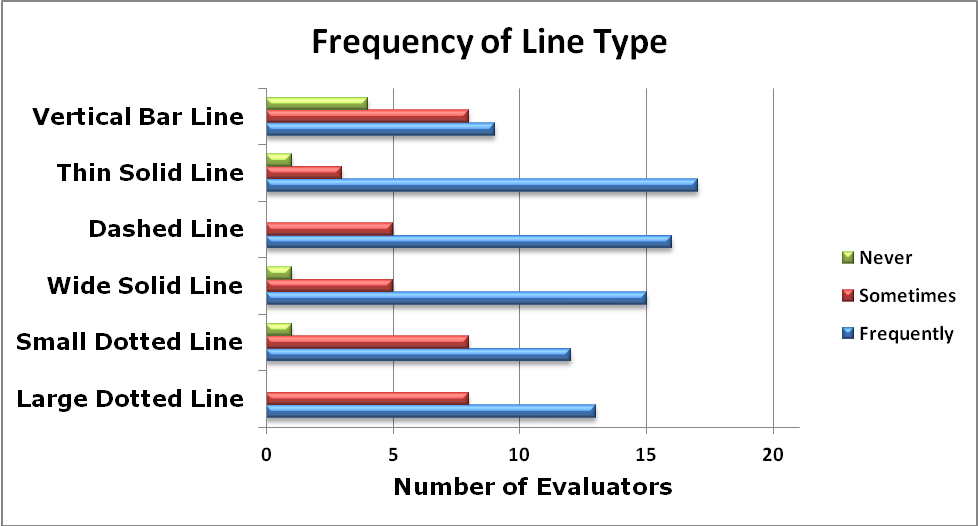 Frequency of Line Type
Vertical Bar Line
Thin Solid Line
Dashed Line
Wide Solid Line
Small Dotted Line
Large Dotted Line
Never
Sometimes
Frequently
0 5 10 15 20
Number of Evaluators